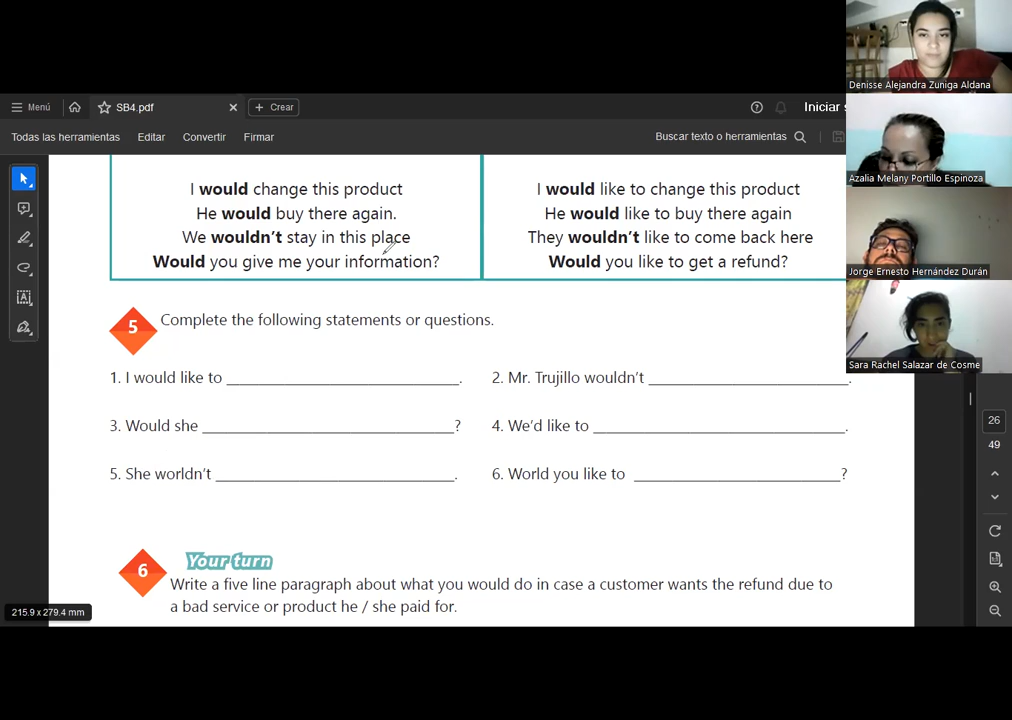 Menú
SB4.pdf
Crear
Iniciar s
Todas las herramientas
Editar
Convertir
Firmar
Buscar texto o herramientas
I would change this product
He would buy there again.
We wouldn't stay in this place
Would you give me your information?
I would like to change this product
He would like to buy there again
They wouldn't like to come back here
Would you like to get a refund?
5
Complete the following statements or questions.
1. I would like to ______________________________.
2. Mr. Trujillo wouldn't __________________________.
3. Would she ________________________________?
4. We'd like to ________________________________.
5. She worldn't ______________________________.
6. World you like to __________________________?
6
Your turn
Write a five line paragraph about what you would do in case a customer wants the refund due to
a bad service or product he / she paid for.
215.9 x 279.4 mm
26
49
Denisse Alejandra Zuniga Aldana
Azalia Melany Portillo Espinoza
Jorge Ernesto Hernández Durán
Sara Rachel Salazar de Cosme